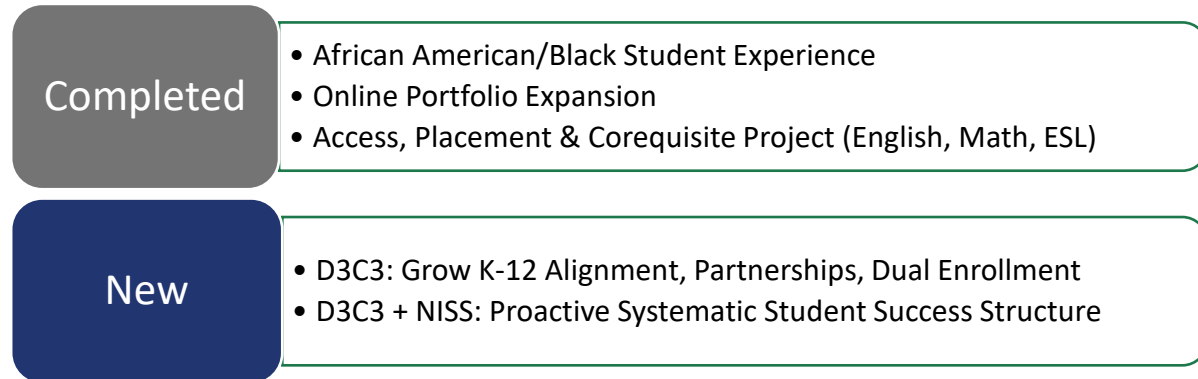 Completed
• African American/Black Student Experience
• Online Portfolio Expansion
• Access, Placement & Corequisite Project (English, Math, ESL)
New
• D3C3: Grow K-12 Alignment, Partnerships, Dual Enrollment
• D3C3 + NISS: Proactive Systematic Student Success Structure